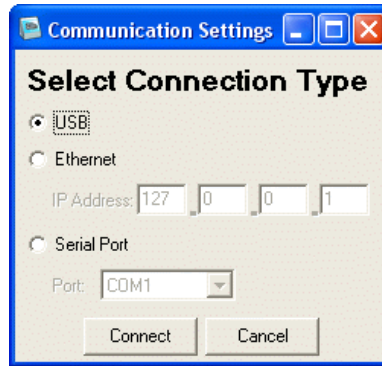 Communication Settings
Select Connection Type
USB
Ethernet
IP Address: 127 . 0 . 0 . 1
Serial Port
Port: COM1
Connect Cancel